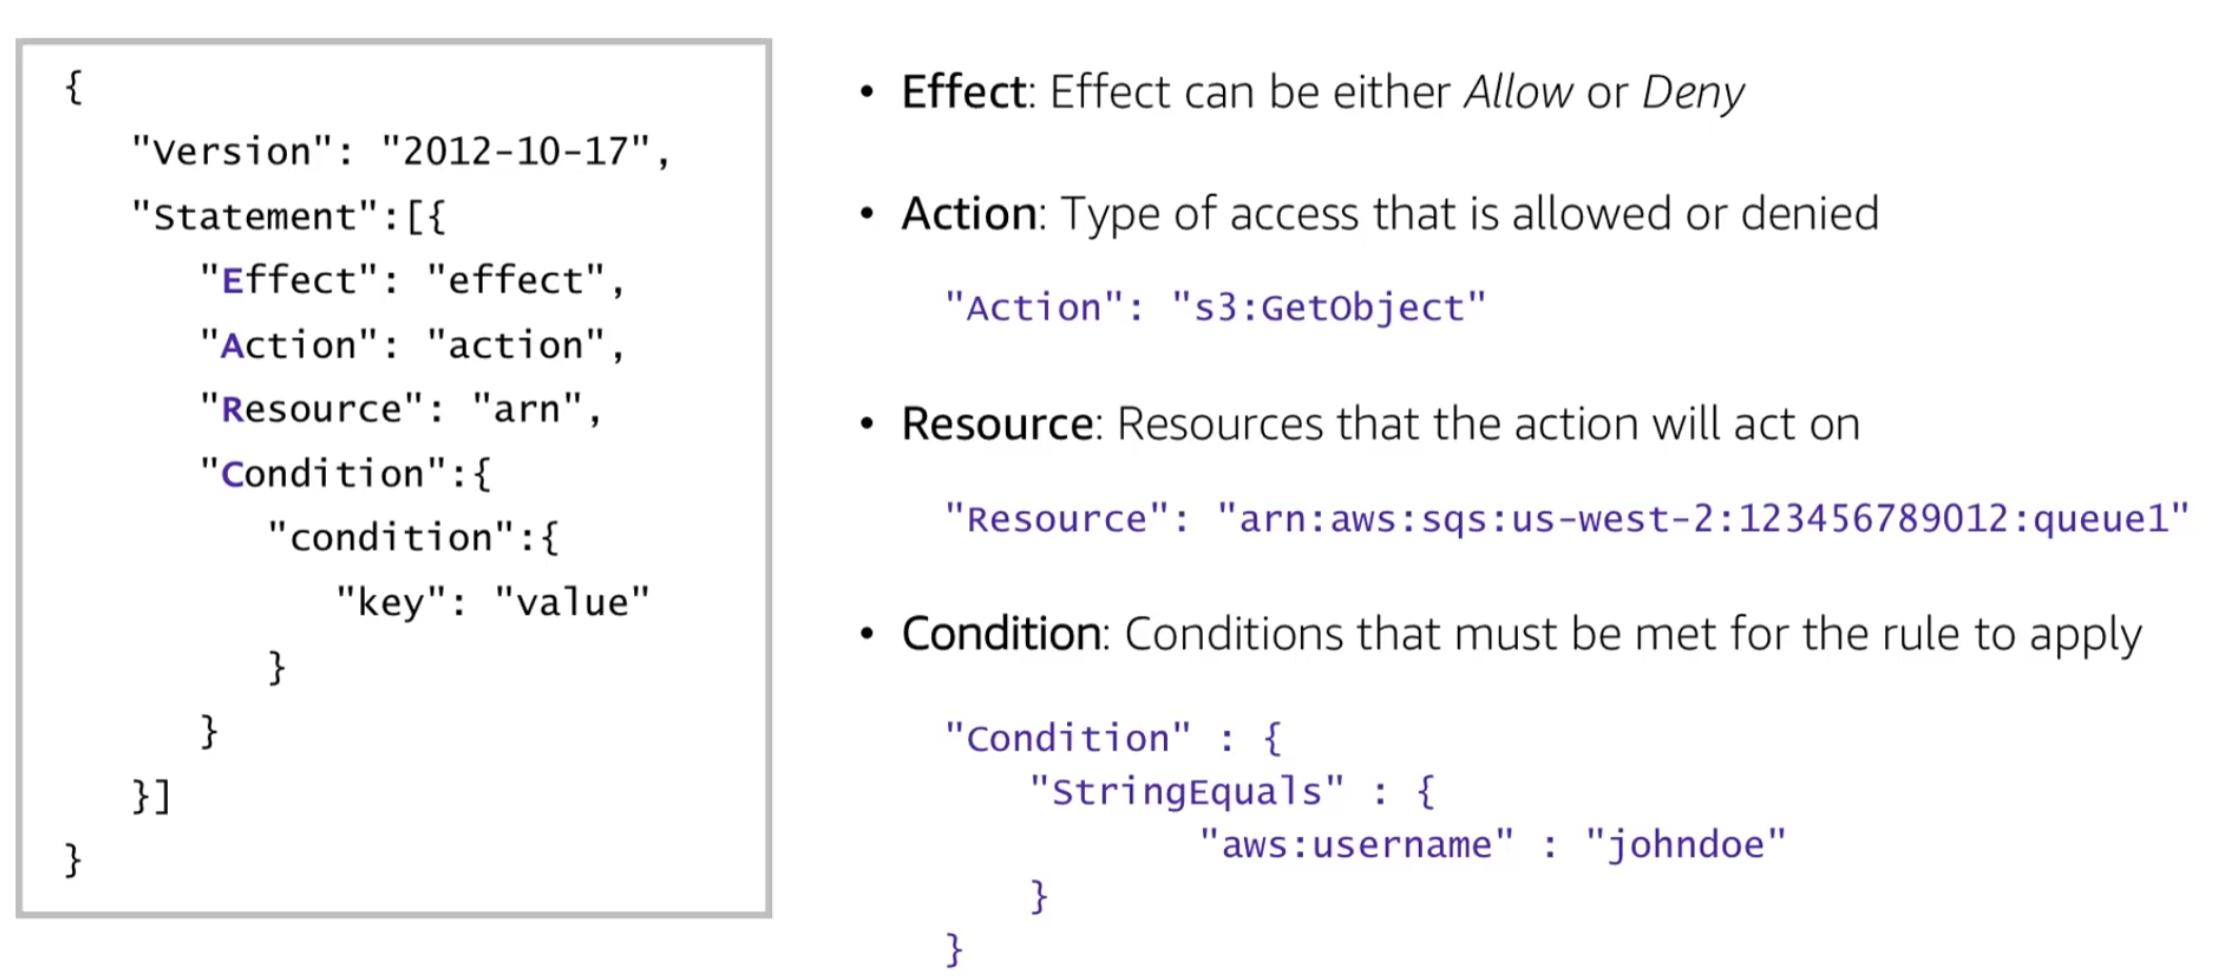 {
"Version": "2012-10-17",
"Statement":[{
"Effect": "effect",
"Action": "action",
"Resource": "arn",
"Condition":{
"condition":{
"key": "value"
}
}
}]
}
• Effect: Effect can be either Allow or Deny
• Action: Type of access that is allowed or denied
"Action": "s3:GetObject"
• Resource: Resources that the action will act on
"Resource": "arn:aws:sqs:us-west-2:123456789012:queue1"
• Condition: Conditions that must be met for the rule to apply
"Condition" : {
"StringEquals" : {
"aws:username" : "johndoe"
}
}